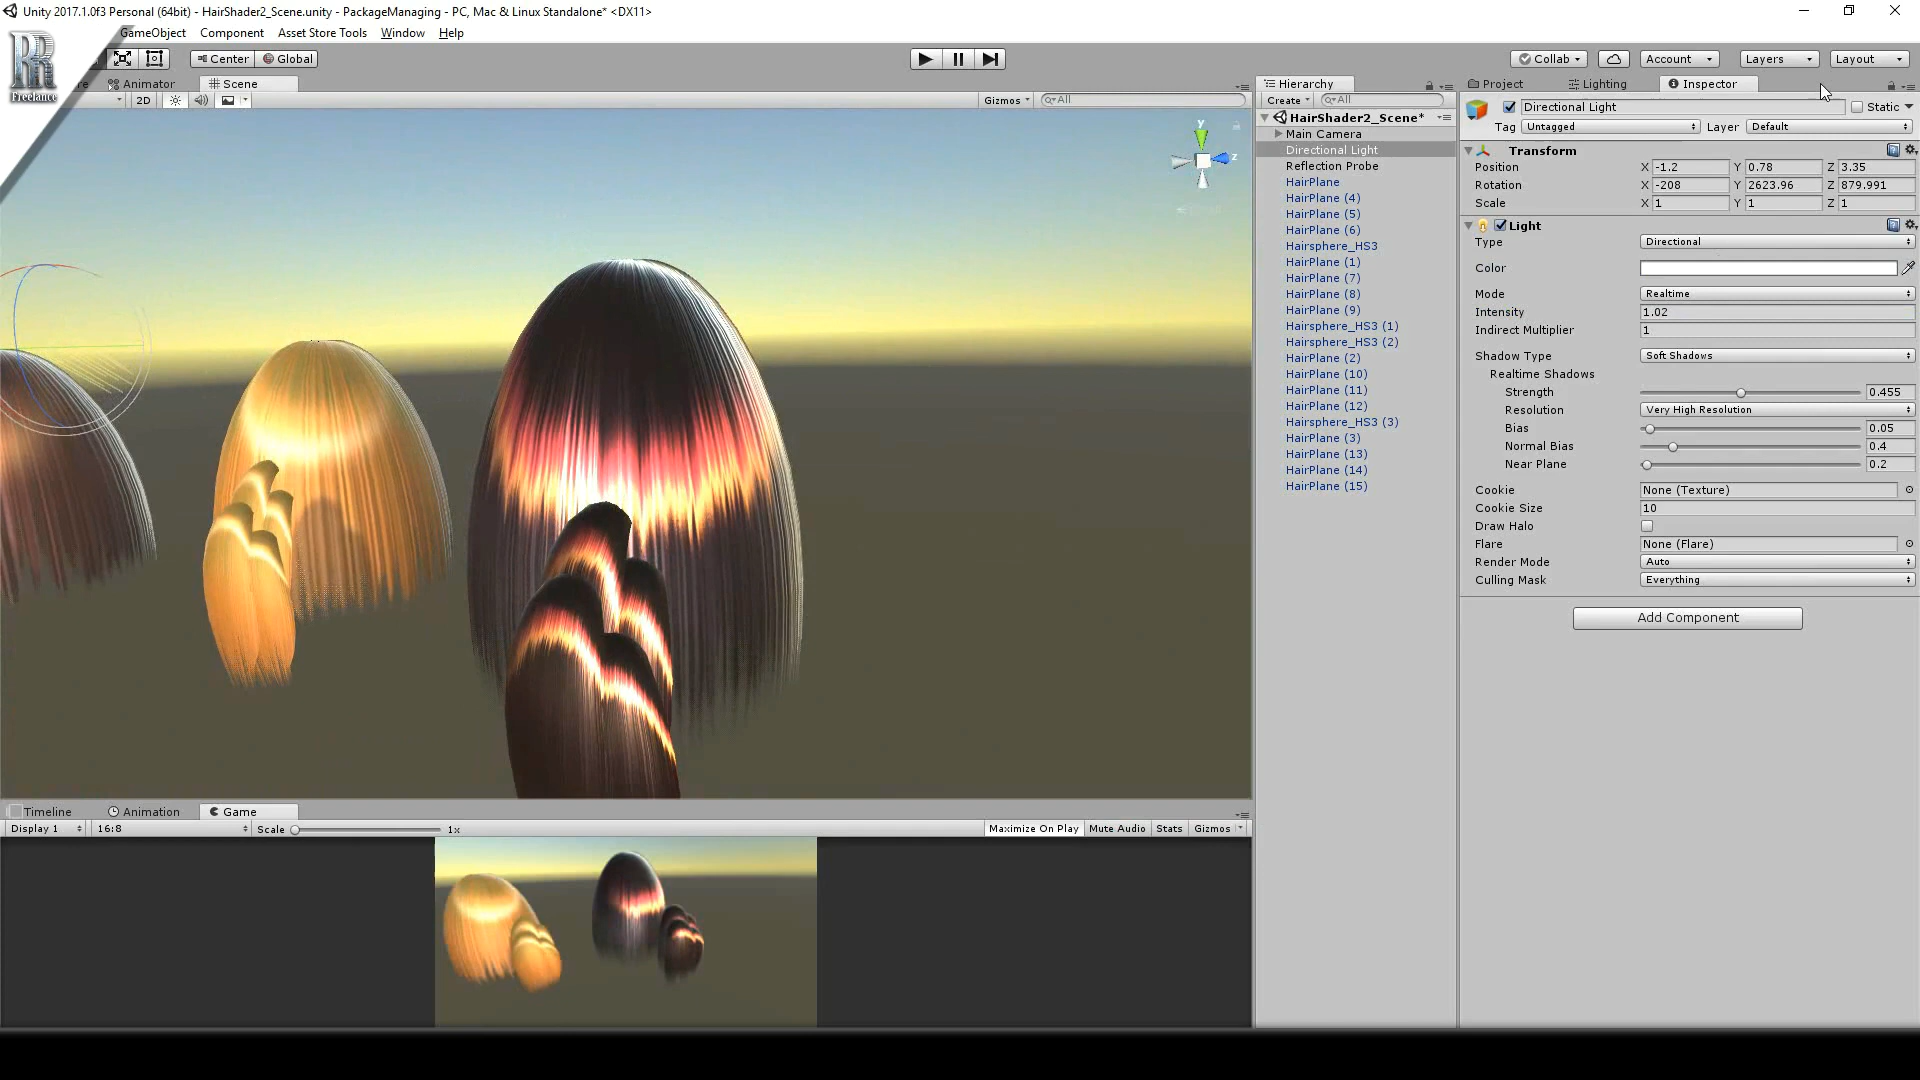 Unity 2017.1.0f3 Personal (64bit) - HairShader2_Scene.unity - PackageManaging - PC, Mac & Linux Standalone* <DX11>
GameObject Component Asset Store Tools Window Help
RR
Freelance
Center Global
Collab Account Layers Layout
Animator Scene
2D Gizmos All
Hierarchy
Create All
HairShader2_Scene*
Main Camera
Directional Light
Reflection Probe
HairPlane
HairPlane (4)
HairPlane (5)
HairPlane (6)
Hairsphere_HS3
HairPlane (1)
HairPlane (7)
HairPlane (8)
HairPlane (9)
Hairsphere_HS3 (1)
Hairsphere_HS3 (2)
HairPlane (2)
HairPlane (10)
HairPlane (11)
HairPlane (12)
Hairsphere_HS3 (3)
HairPlane (3)
HairPlane (13)
HairPlane (14)
HairPlane (15)
Project Lighting Inspector
Directional Light Static
Tag Untagged Layer Default
Transform
Position X -1.2 Y 0.78 Z 3.35
Rotation X -208 Y 2623.96 Z 879.991
Scale X 1 Y 1 Z 1
Light
Type Directional
Color
Mode Realtime
Intensity 1.02
Indirect Multiplier 1
Shadow Type Soft Shadows
Realtime Shadows
Strength 0.455
Resolution Very High Resolution
Bias 0.05
Normal Bias 0.4
Near Plane 0.2
Cookie None (Texture)
Cookie Size 10
Draw Halo
Flare None (Flare)
Render Mode Auto
Culling Mask Everything
Add Component
y
z
Timeline Animation Game
Display 1 16:8 Scale 1x Maximize On Play Mute Audio Stats Gizmos